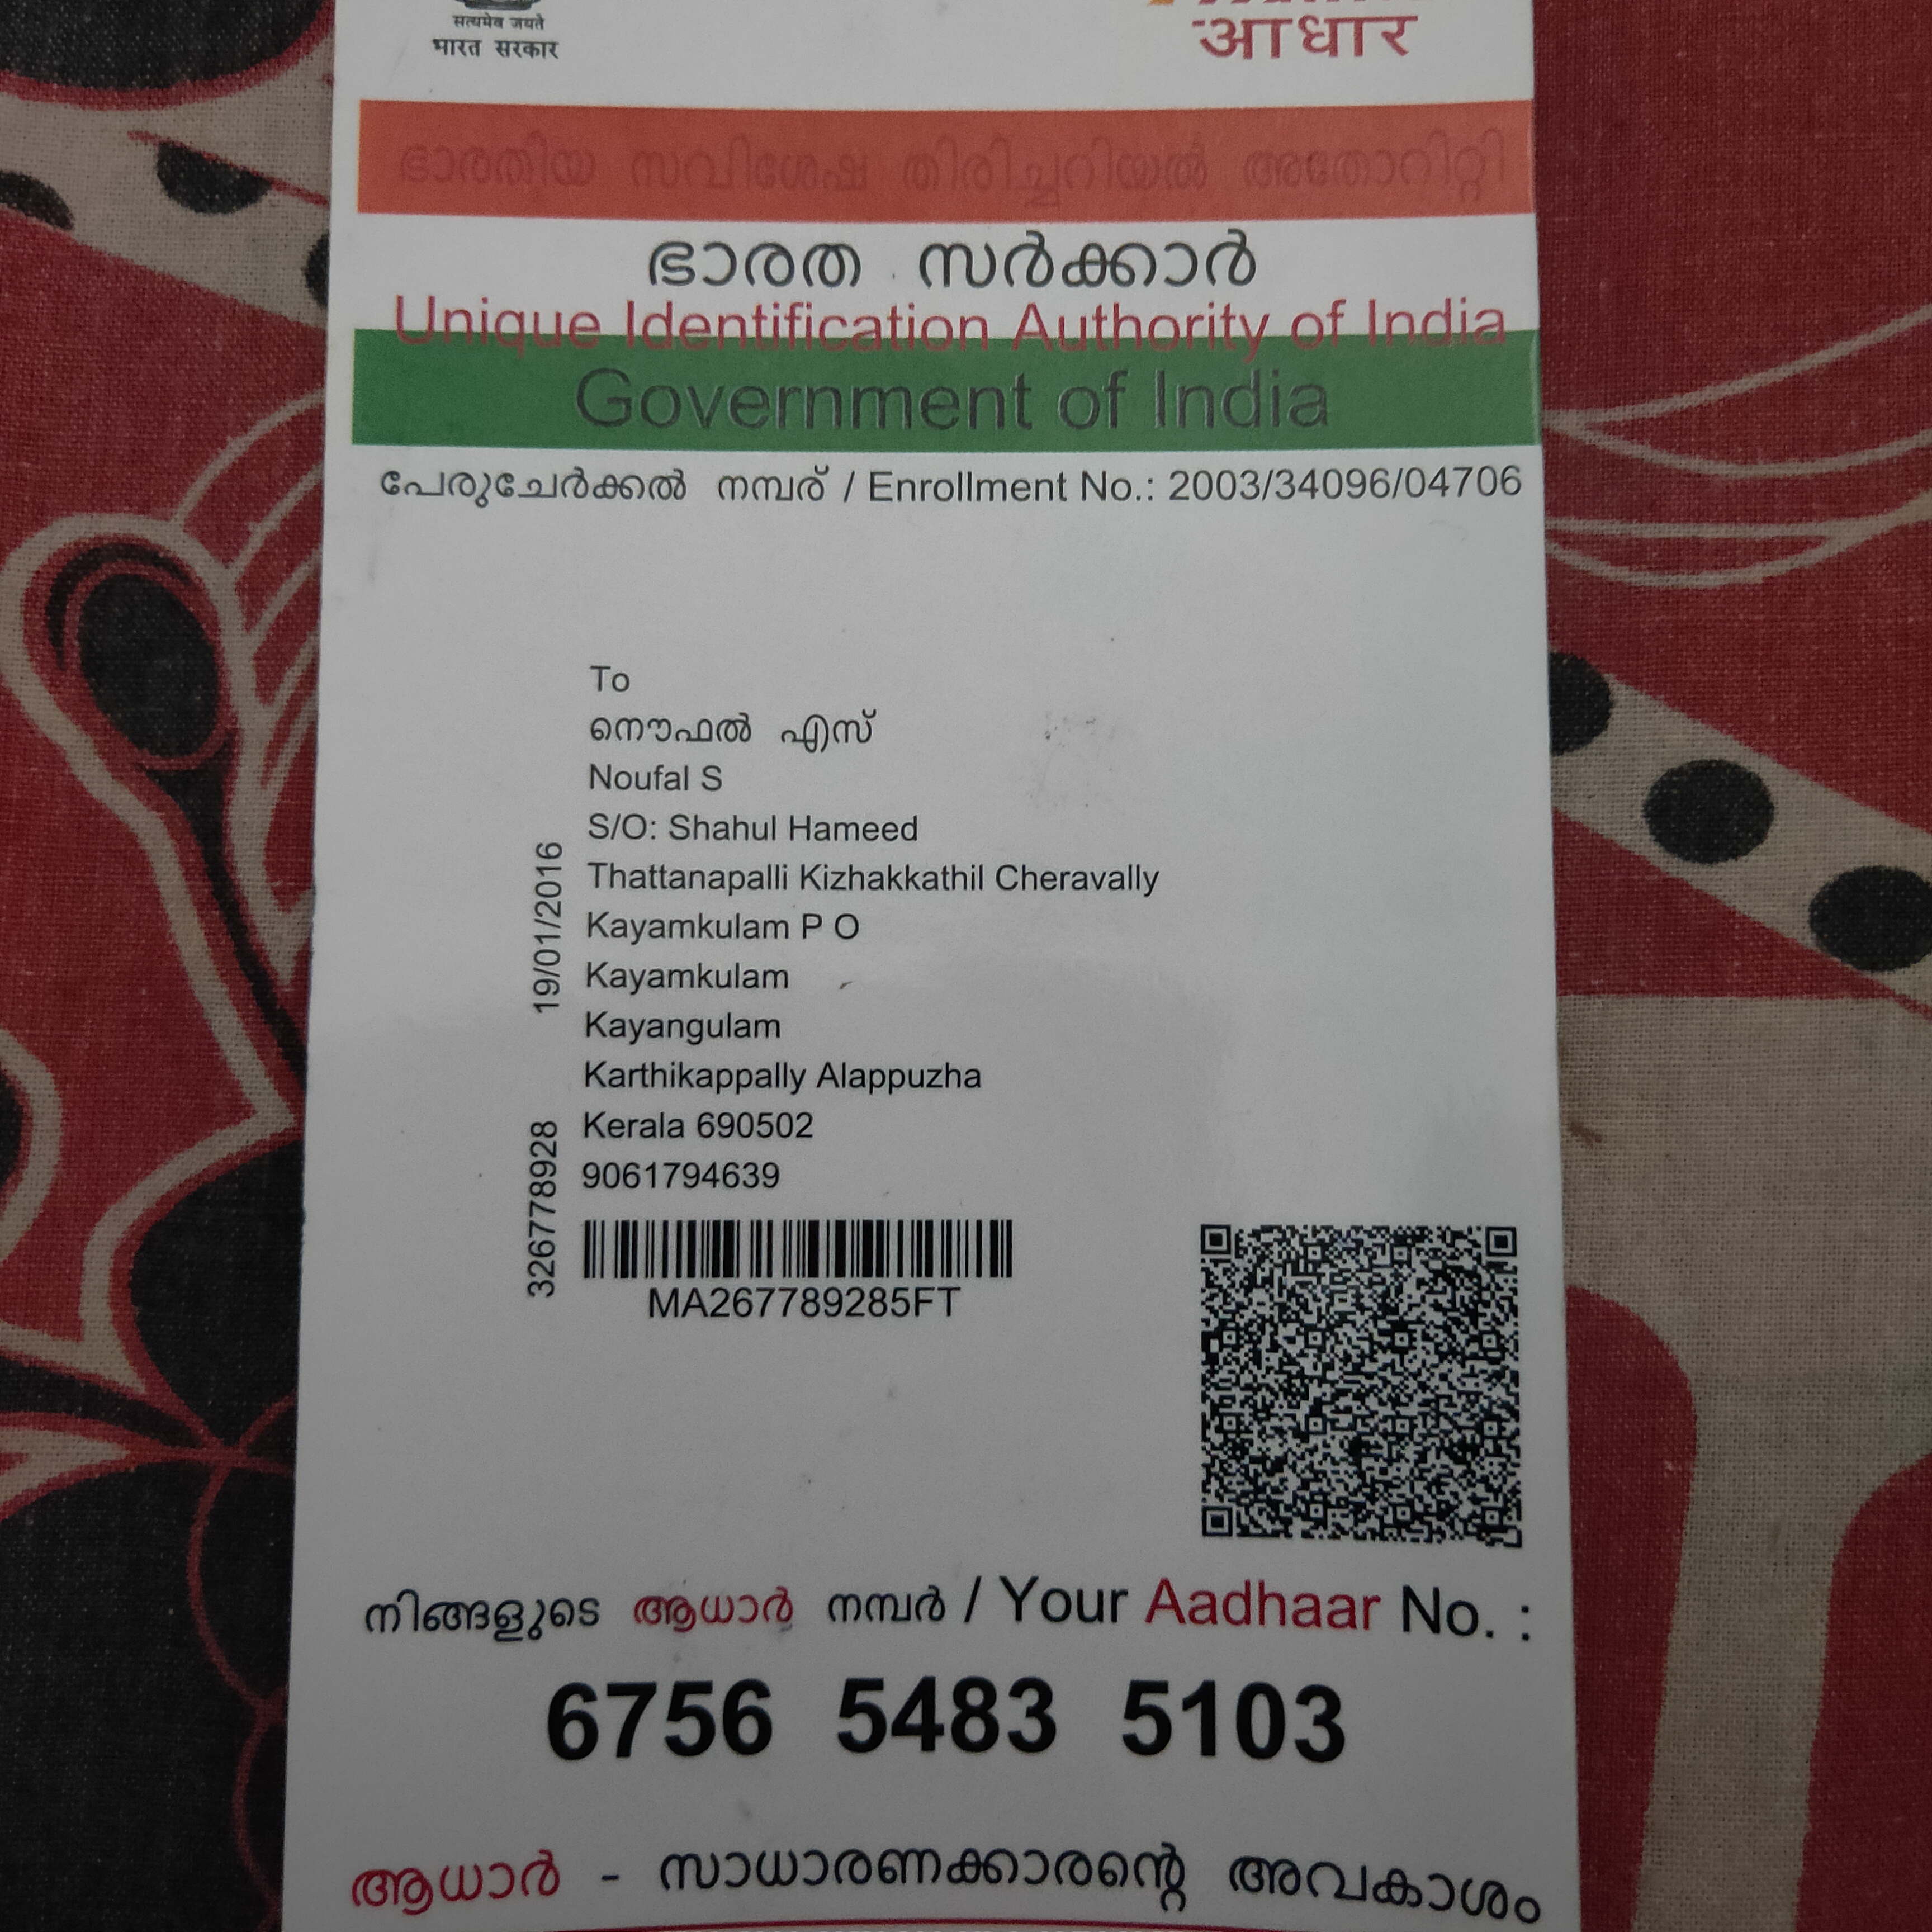 सत्यमेव जयते
भारत सरकार
आधार
ഭാരതിയ സവിശേഷ തിരിച്ചറിയൽ അതോറിറ്റി
ഭാരത സർക്കാർ
Unique Identification Authority of India
Government of India
പേരുചേർക്കൽ നമ്പര് / Enrollment No.: 2003/34096/04706
To
നൌഫൽ എസ്
Noufal S
S/O: Shahul Hameed
Thattanapalli Kizhakkathil Cheravally
Kayamkulam P O
Kayamkulam
Kayangulam
Karthikappally Alappuzha
Kerala 690502
9061794639
19/01/2016
326778928
MA267789285FT
നിങ്ങളുടെ ആധാർ നമ്പർ / Your Aadhaar No. :
6756 5483 5103
ആധാർ - സാധാരണക്കാരന്റെ അവകാശം